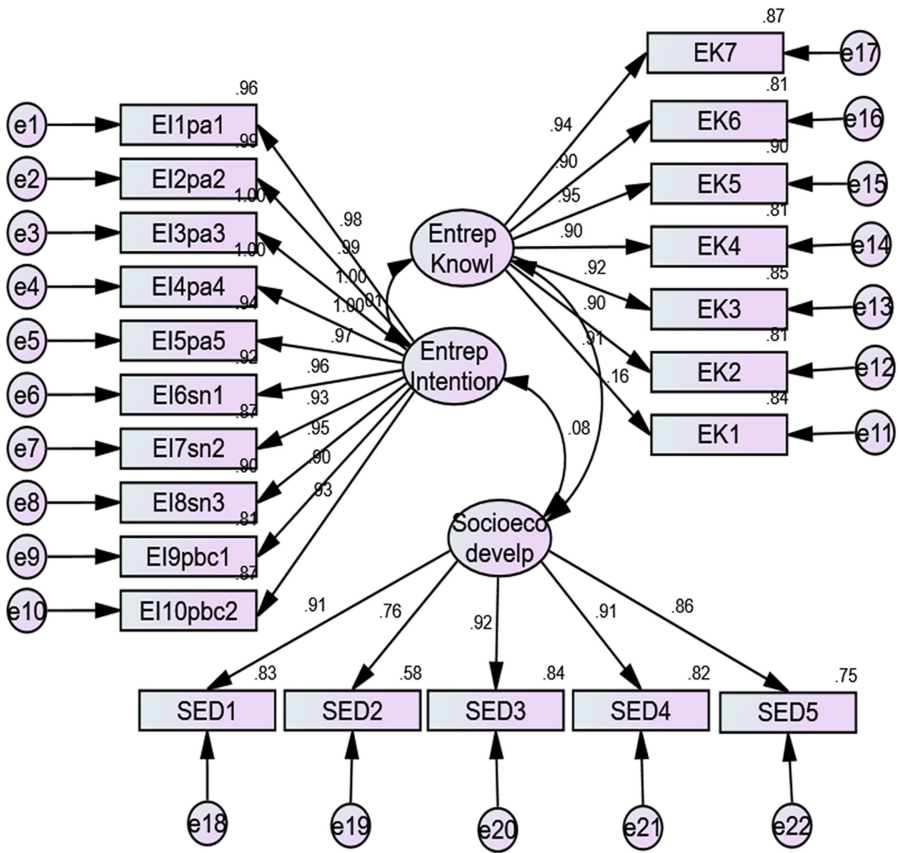 .87
EK7
e17
.81
EK6
e16
.90
EK5
e15
.81
EK4
e14
.85
EK3
e13
.81
EK2
e12
.84
EK1
e11
.96
e1
EI1pa1
.99
e2
EI2pa2
1.00
e3
EI3pa3
1.00
e4
EI4pa4
.94
e5
EI5pa5
.92
e6
EI6sn1
.87
e7
EI7sn2
.90
e8
EI8sn3
.81
e9
EI9pbc1
.87
e10
EI10pbc2
.94
.90
.95
.90
.92
.90
.91
.16
Entrep
Knowl
.98
.99
1.00
1.00
.01
.97
.96
.93
.95
.90
.93
Entrep
Intention
.08
Socioeco
develp
.91
.76
.92
.91
.86
.83
.58
.84
.82
.75
SED1
SED2
SED3
SED4
SED5
e18
e19
e20
e21
e22